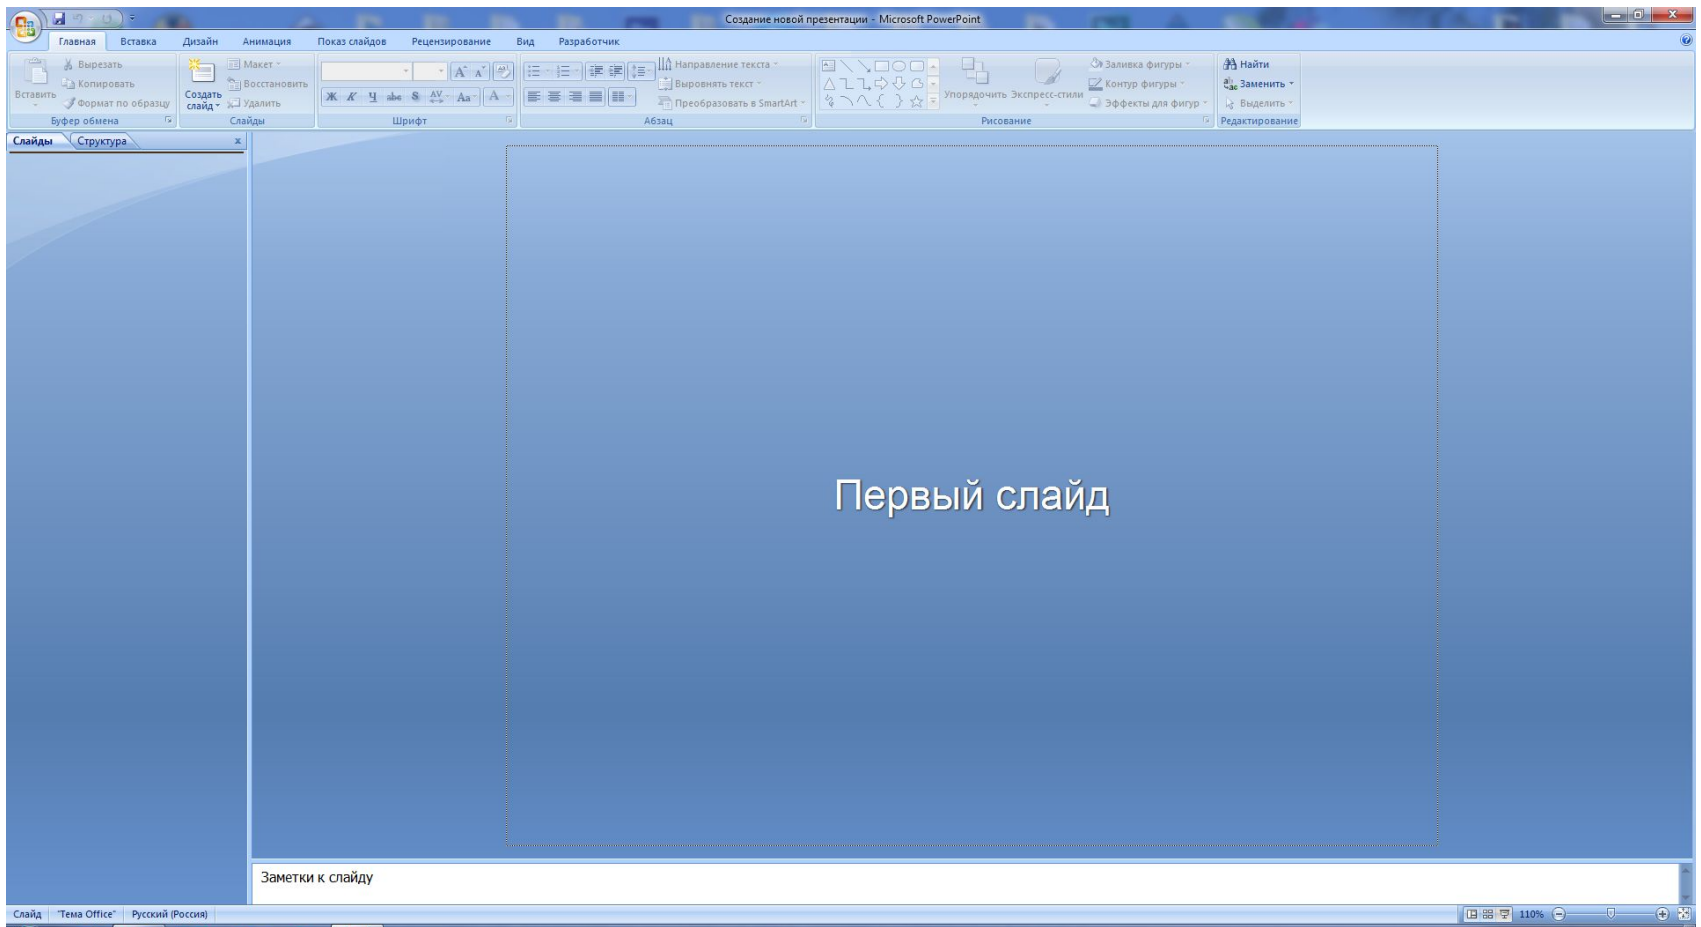 Создание новой презентации - Microsoft PowerPoint
Главная Вставка Дизайн Анимация Показ слайдов Рецензирование Вид Разработчик
Вставить
Вырезать
Копировать
Формат по образцу
Буфер обмена
Создать слайд
Макет
Восстановить
Удалить
Слайды
Ж К Ч abc S AV Aa A
Шрифт
Направление текста
Выровнять текст
Преобразовать в SmartArt
Абзац
Упорядочить Экспресс-стили
Заливка фигуры
Контур фигуры
Эффекты для фигур
Рисование
Найти
Заменить
Выделить
Редактирование
Слайды Структура x
Первый слайд
Заметки к слайду
Слайд "Тема Office" Русский (Россия) 110%